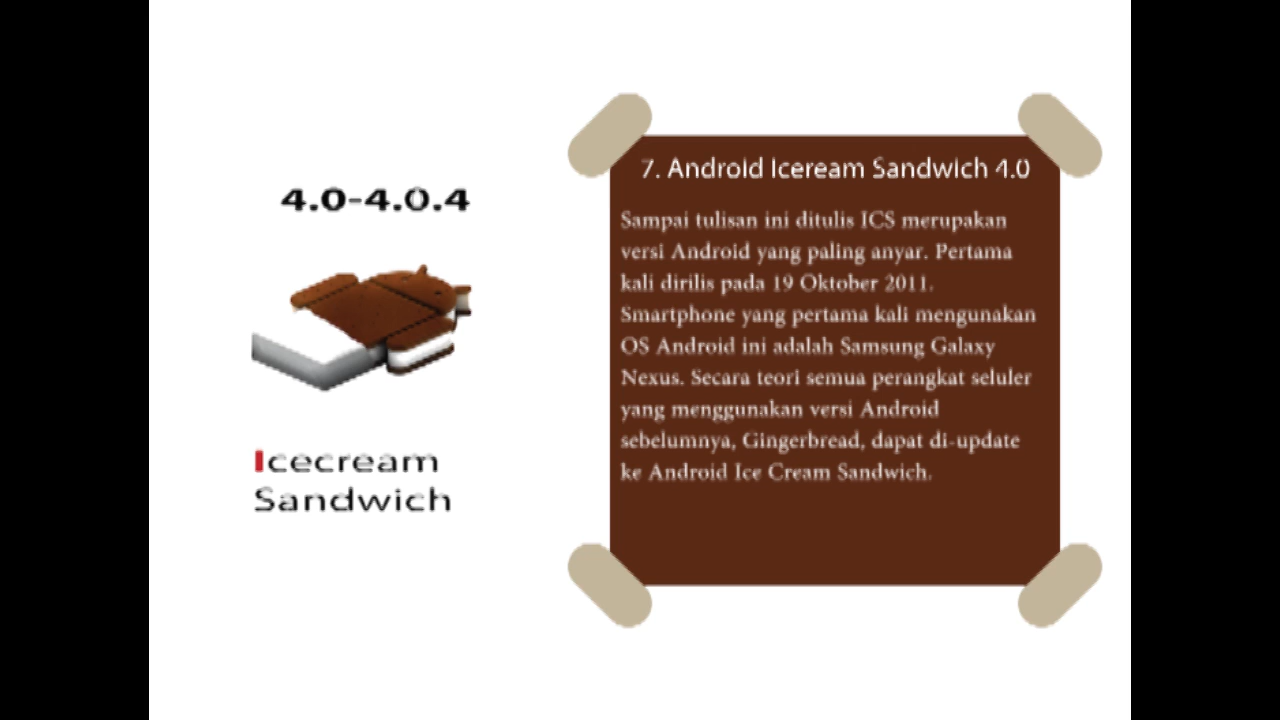 4.0-4.0.4
Icecream
Sandwich
7. Android Iceream Sandwich 4.0
Sampai tulisan ini ditulis ICS merupakan
versi Android yang paling anyar. Pertama
kali dirilis pada 19 Oktober 2011.
Smartphone yang pertama kali mengunakan
OS Android ini adalah Samsung Galaxy
Nexus. Secara teori semua perangkat seluler
yang menggunakan versi Android
sebelumnya, Gingerbread, dapat di-update
ke Android Ice Cream Sandwich.